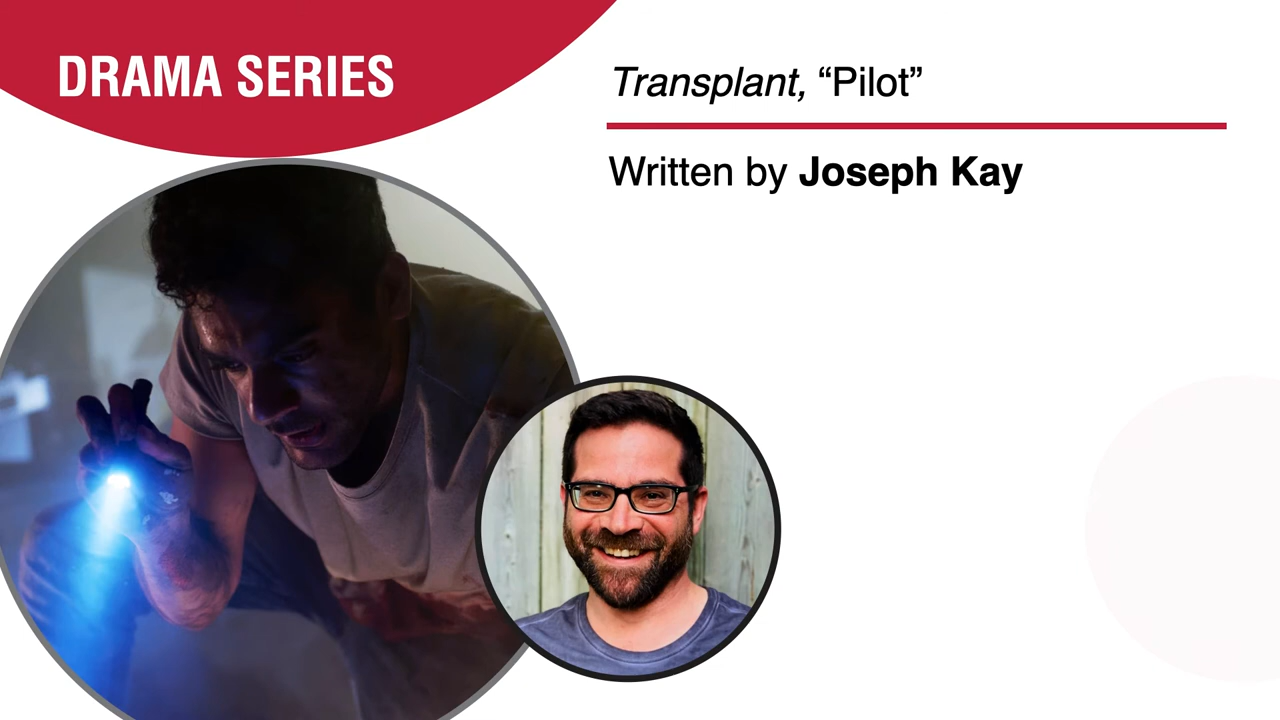 DRAMA SERIES
Transplant, “Pilot”
Written by Joseph Kay